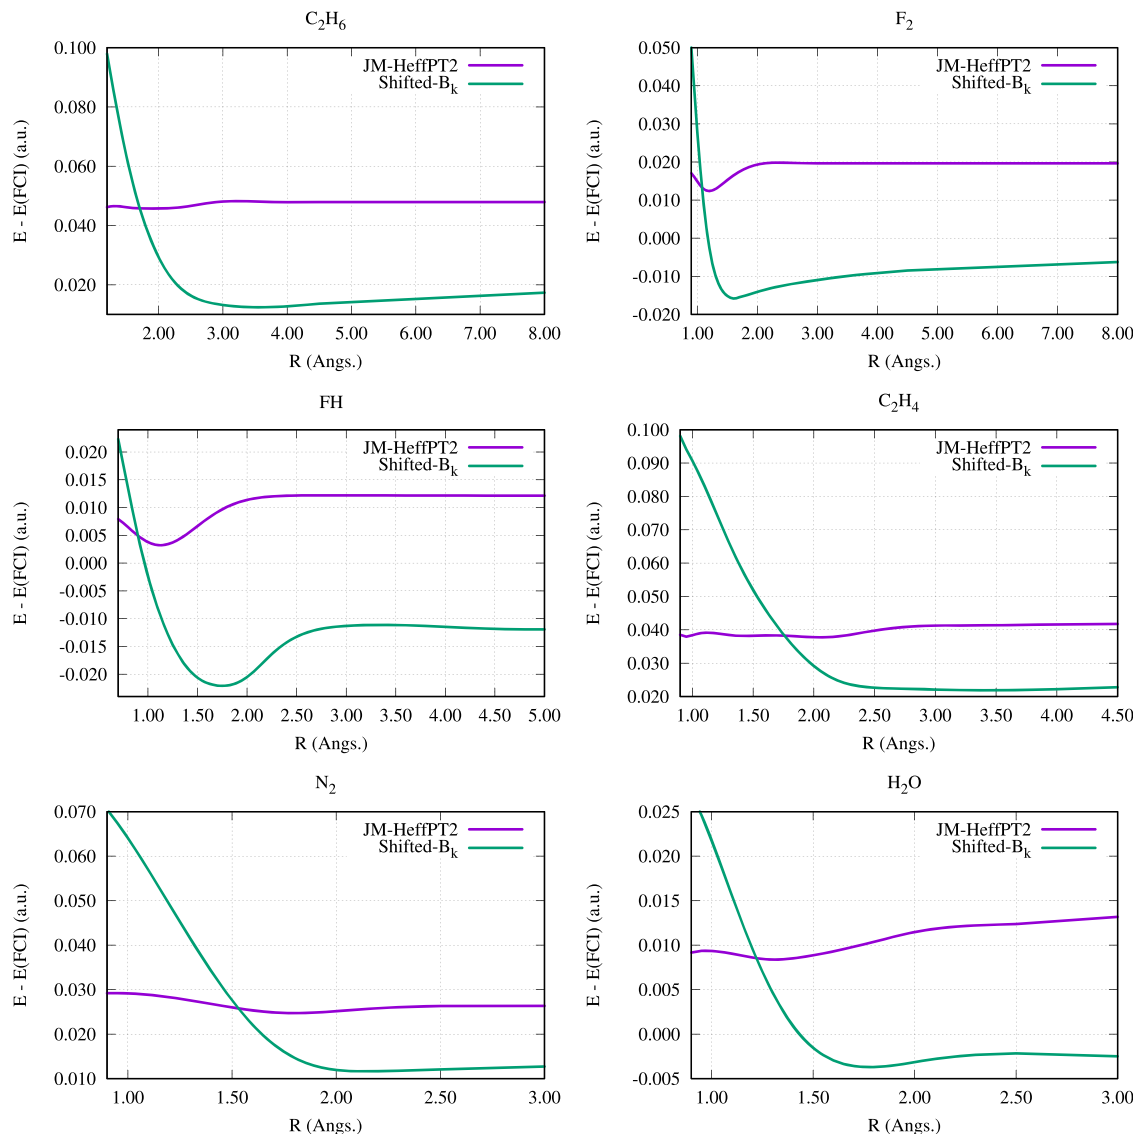 C2H6
E - E(FCI) (a.u.)
0.100
0.080
0.060
0.040
0.020
JM-HeffPT2
Shifted-Bk
2.00 3.00 4.00 5.00 6.00 7.00 8.00
R (Angs.)
F2
E - E(FCI) (a.u.)
0.050
0.040
0.030
0.020
0.010
0.000
-0.010
-0.020
JM-HeffPT2
Shifted-Bk
1.00 2.00 3.00 4.00 5.00 6.00 7.00 8.00
R (Angs.)
FH
E - E(FCI) (a.u.)
0.020
0.015
0.010
0.005
0.000
-0.005
-0.010
-0.015
-0.020
JM-HeffPT2
Shifted-Bk
1.00 1.50 2.00 2.50 3.00 3.50 4.00 4.50 5.00
R (Angs.)
C2H4
E - E(FCI) (a.u.)
0.100
0.090
0.080
0.070
0.060
0.050
0.040
0.030
0.020
JM-HeffPT2
Shifted-Bk
1.00 1.50 2.00 2.50 3.00 3.50 4.00 4.50
R (Angs.)
N2
E - E(FCI) (a.u.)
0.070
0.060
0.050
0.040
0.030
0.020
0.010
JM-HeffPT2
Shifted-Bk
1.00 1.50 2.00 2.50 3.00
R (Angs.)
H2O
E - E(FCI) (a.u.)
0.025
0.020
0.015
0.010
0.005
0.000
-0.005
JM-HeffPT2
Shifted-Bk
1.00 1.50 2.00 2.50 3.00
R (Angs.)